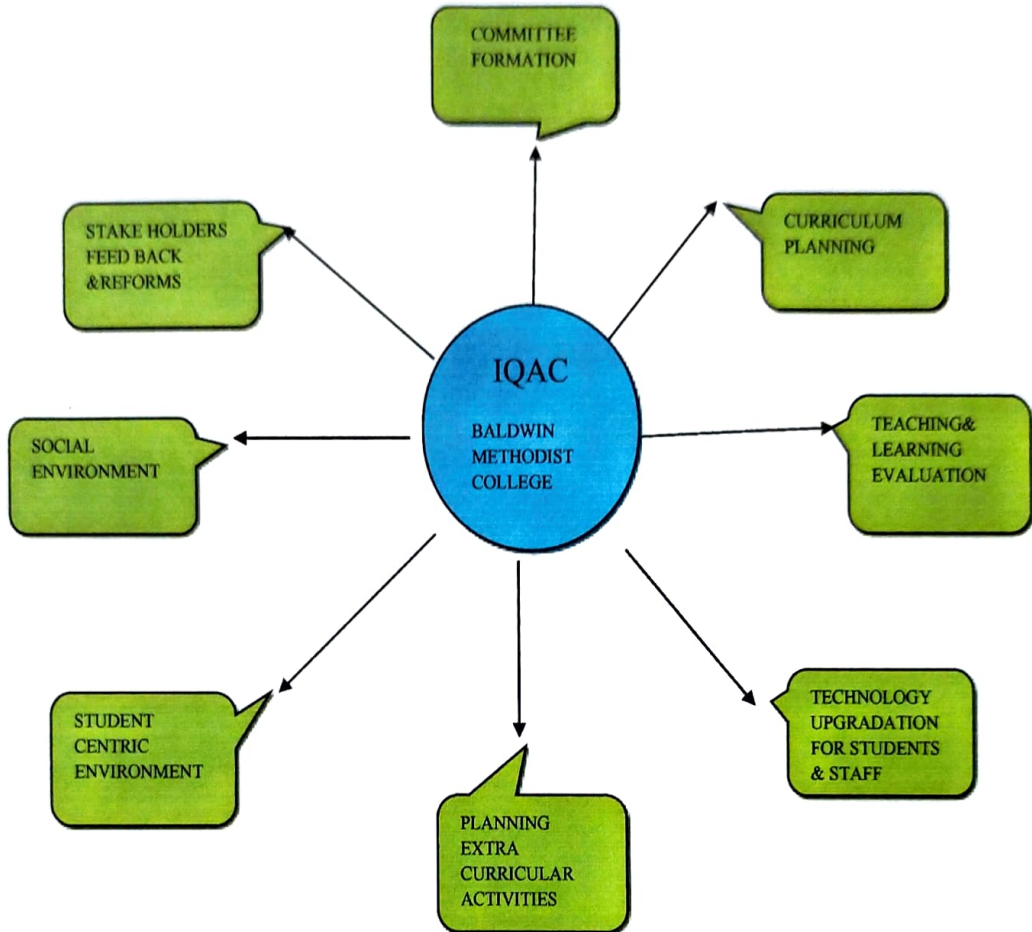 COMMITTEE
FORMATION
STAKE HOLDERS
FEED BACK
&REFORMS
CURRICULUM
PLANNING
IQAC
BALDWIN
METHODIST
COLLEGE
SOCIAL
ENVIRONMENT
TEACHING&
LEARNING
EVALUATION
STUDENT
CENTRIC
ENVIRONMENT
TECHNOLOGY
UPGRADATION
FOR STUDENTS
& STAFF
PLANNING
EXTRA
CURRICULAR
ACTIVITIES